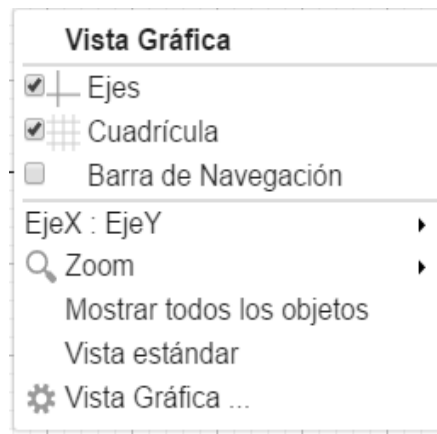 Vista Gráfica
Ejes
Cuadrícula
Barra de Navegación
EjeX : EjeY
Zoom
Mostrar todos los objetos
Vista estándar
Vista Gráfica ...